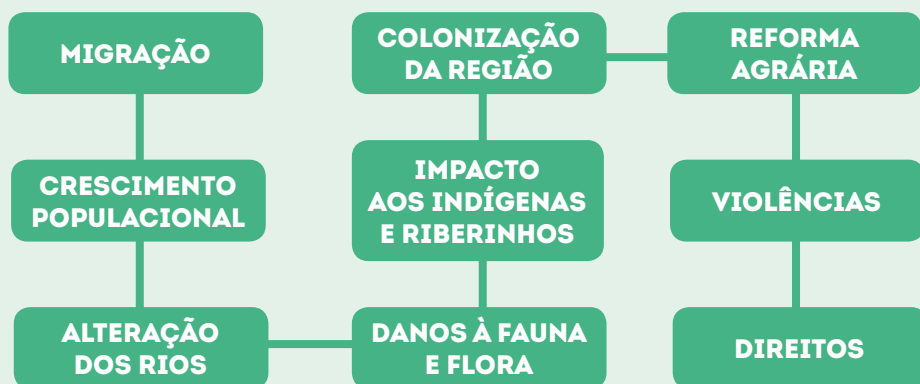 MIGRAÇÃO
CRESCIMENTO
POPULACIONAL
ALTERAÇÃO
DOS RIOS
DANOS À FAUNA
E FLORA
IMPACTO
AOS INDÍGENAS
E RIBERINHOS
COLONIZAÇÃO
DA REGIÃO
REFORMA
AGRÁRIA
VIOLÊNCIAS
DIREITOS